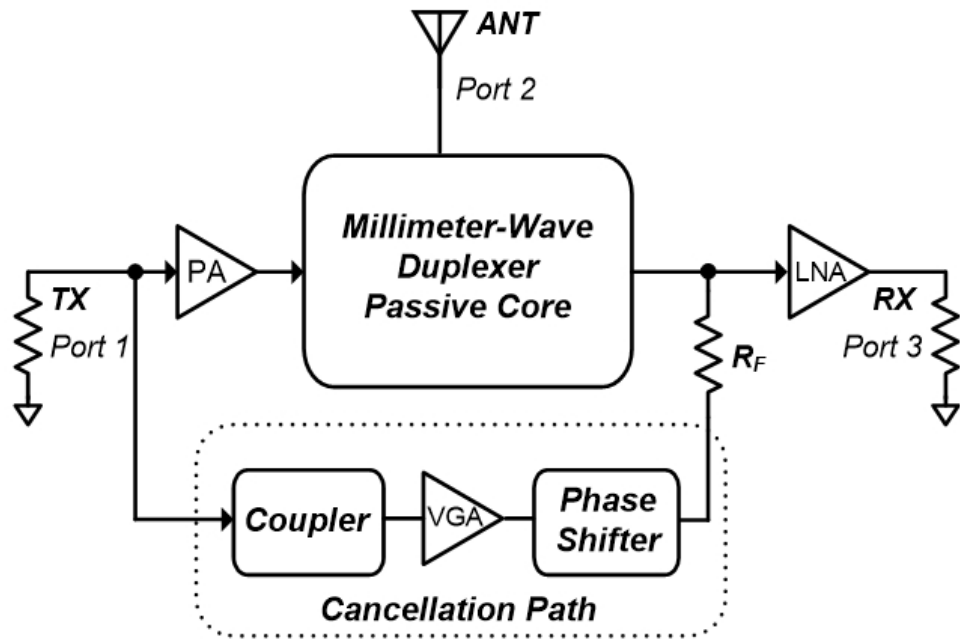 ANT
Port 2
Millimeter-Wave
Duplexer
Passive Core
PA
LNA
TX
Port 1
RX
Port 3
RF
Coupler
VGA
Phase
Shifter
Cancellation Path